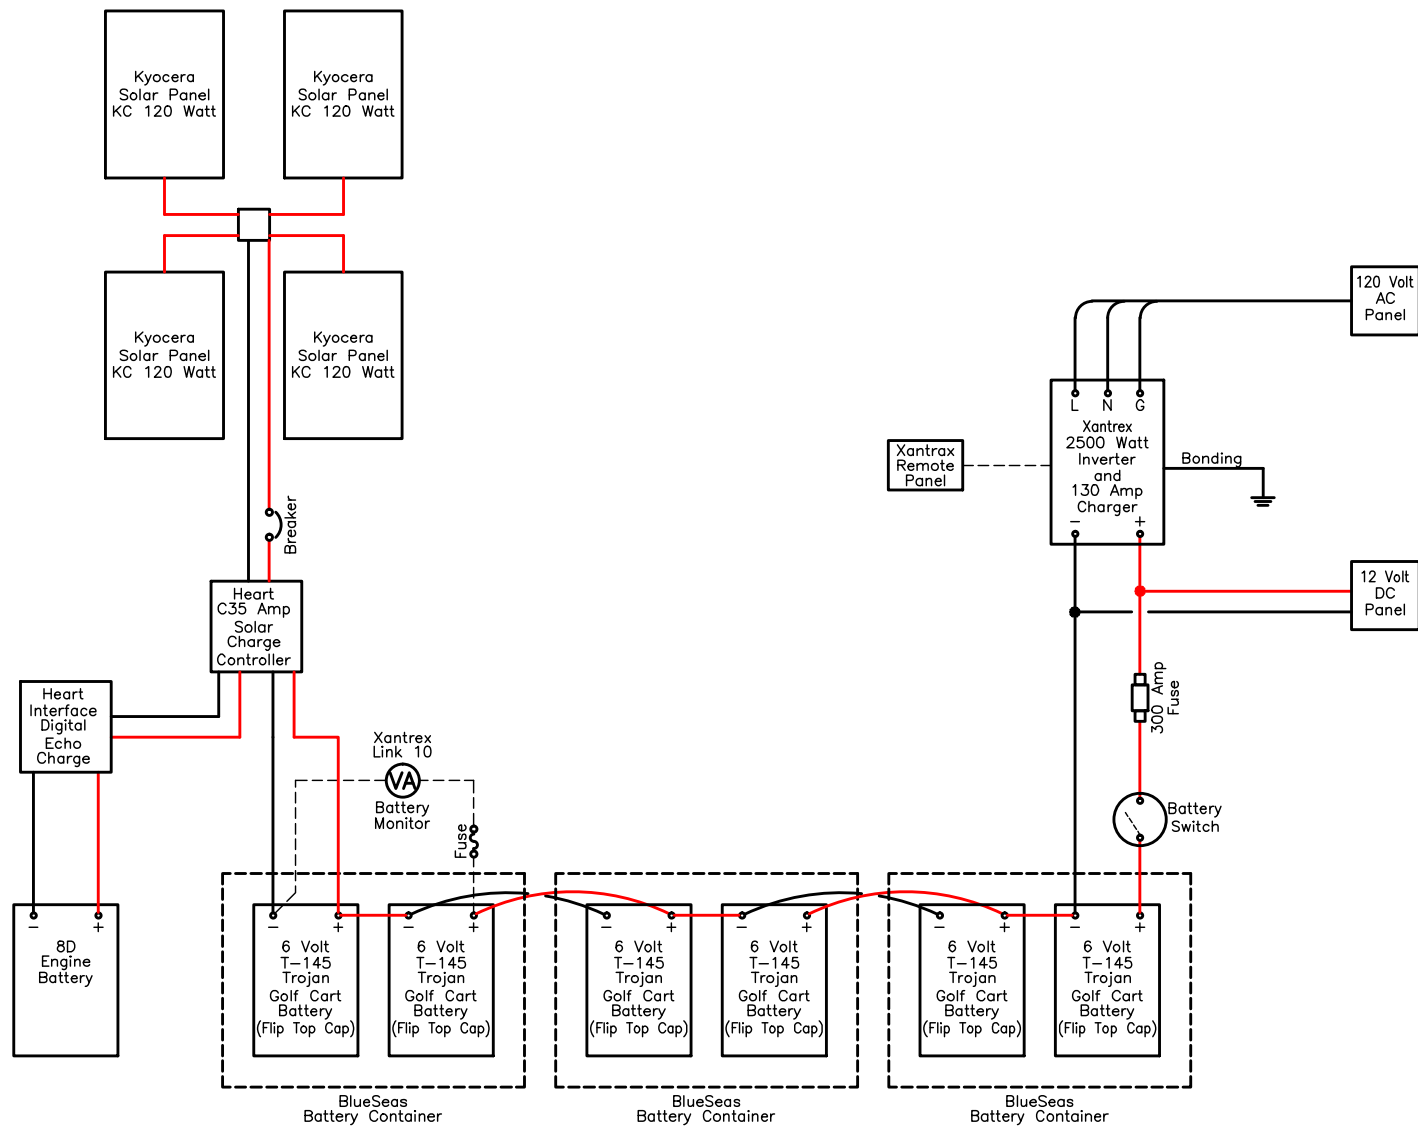 Kyocera
Solar Panel
KC 120 Watt
Kyocera
Solar Panel
KC 120 Watt
Kyocera
Solar Panel
KC 120 Watt
Kyocera
Solar Panel
KC 120 Watt
120 Volt
AC
Panel
L N G
Xantrex
2500 Watt
Inverter
and
130 Amp
Charger
- +
Xantrax
Remote
Panel
Bonding
Breaker
12 Volt
DC
Panel
Heart
C35 Amp
Solar
Charge
Controller
Heart
Interface
Digital
Echo
Charge
300 Amp
Fuse
Xantrex
Link 10
VA
Battery
Monitor
Fuse
Battery
Switch
- +
8D
Engine
Battery
- +
6 Volt
T-145
Trojan
Golf Cart
Battery
(Flip Top Cap)
- +
6 Volt
T-145
Trojan
Golf Cart
Battery
(Flip Top Cap)
- +
6 Volt
T-145
Trojan
Golf Cart
Battery
(Flip Top Cap)
- +
6 Volt
T-145
Trojan
Golf Cart
Battery
(Flip Top Cap)
- +
6 Volt
T-145
Trojan
Golf Cart
Battery
(Flip Top Cap)
- +
6 Volt
T-145
Trojan
Golf Cart
Battery
(Flip Top Cap)
BlueSeas
Battery Container
BlueSeas
Battery Container
BlueSeas
Battery Container